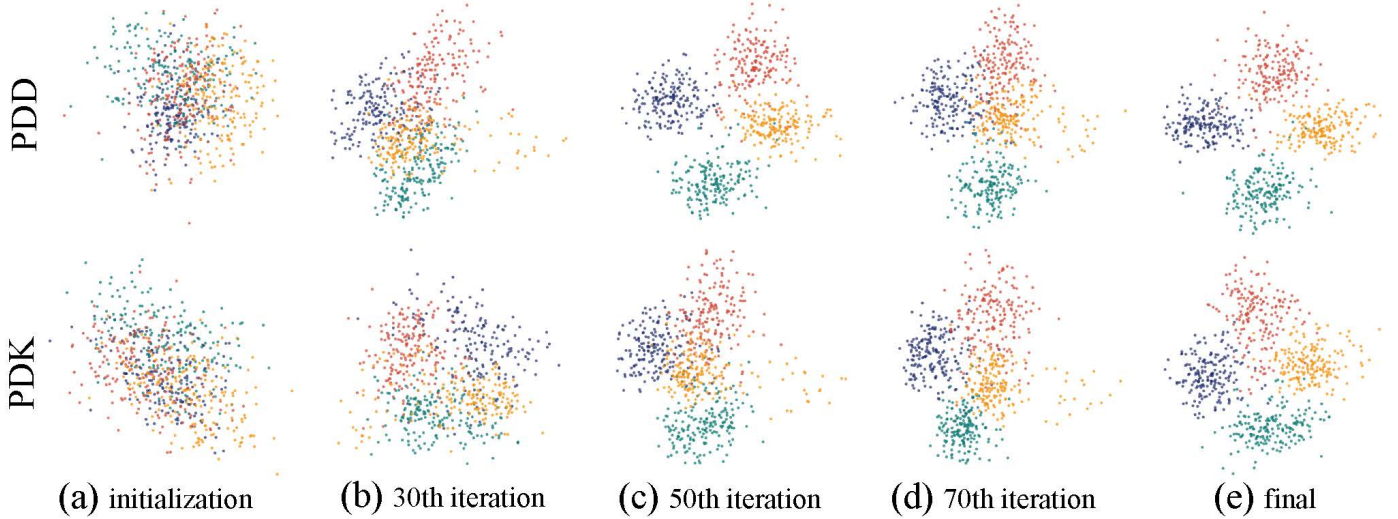 PDD
PDK
(a) initialization
(b) 30th iteration
(c) 50th iteration
(d) 70th iteration
(e) final